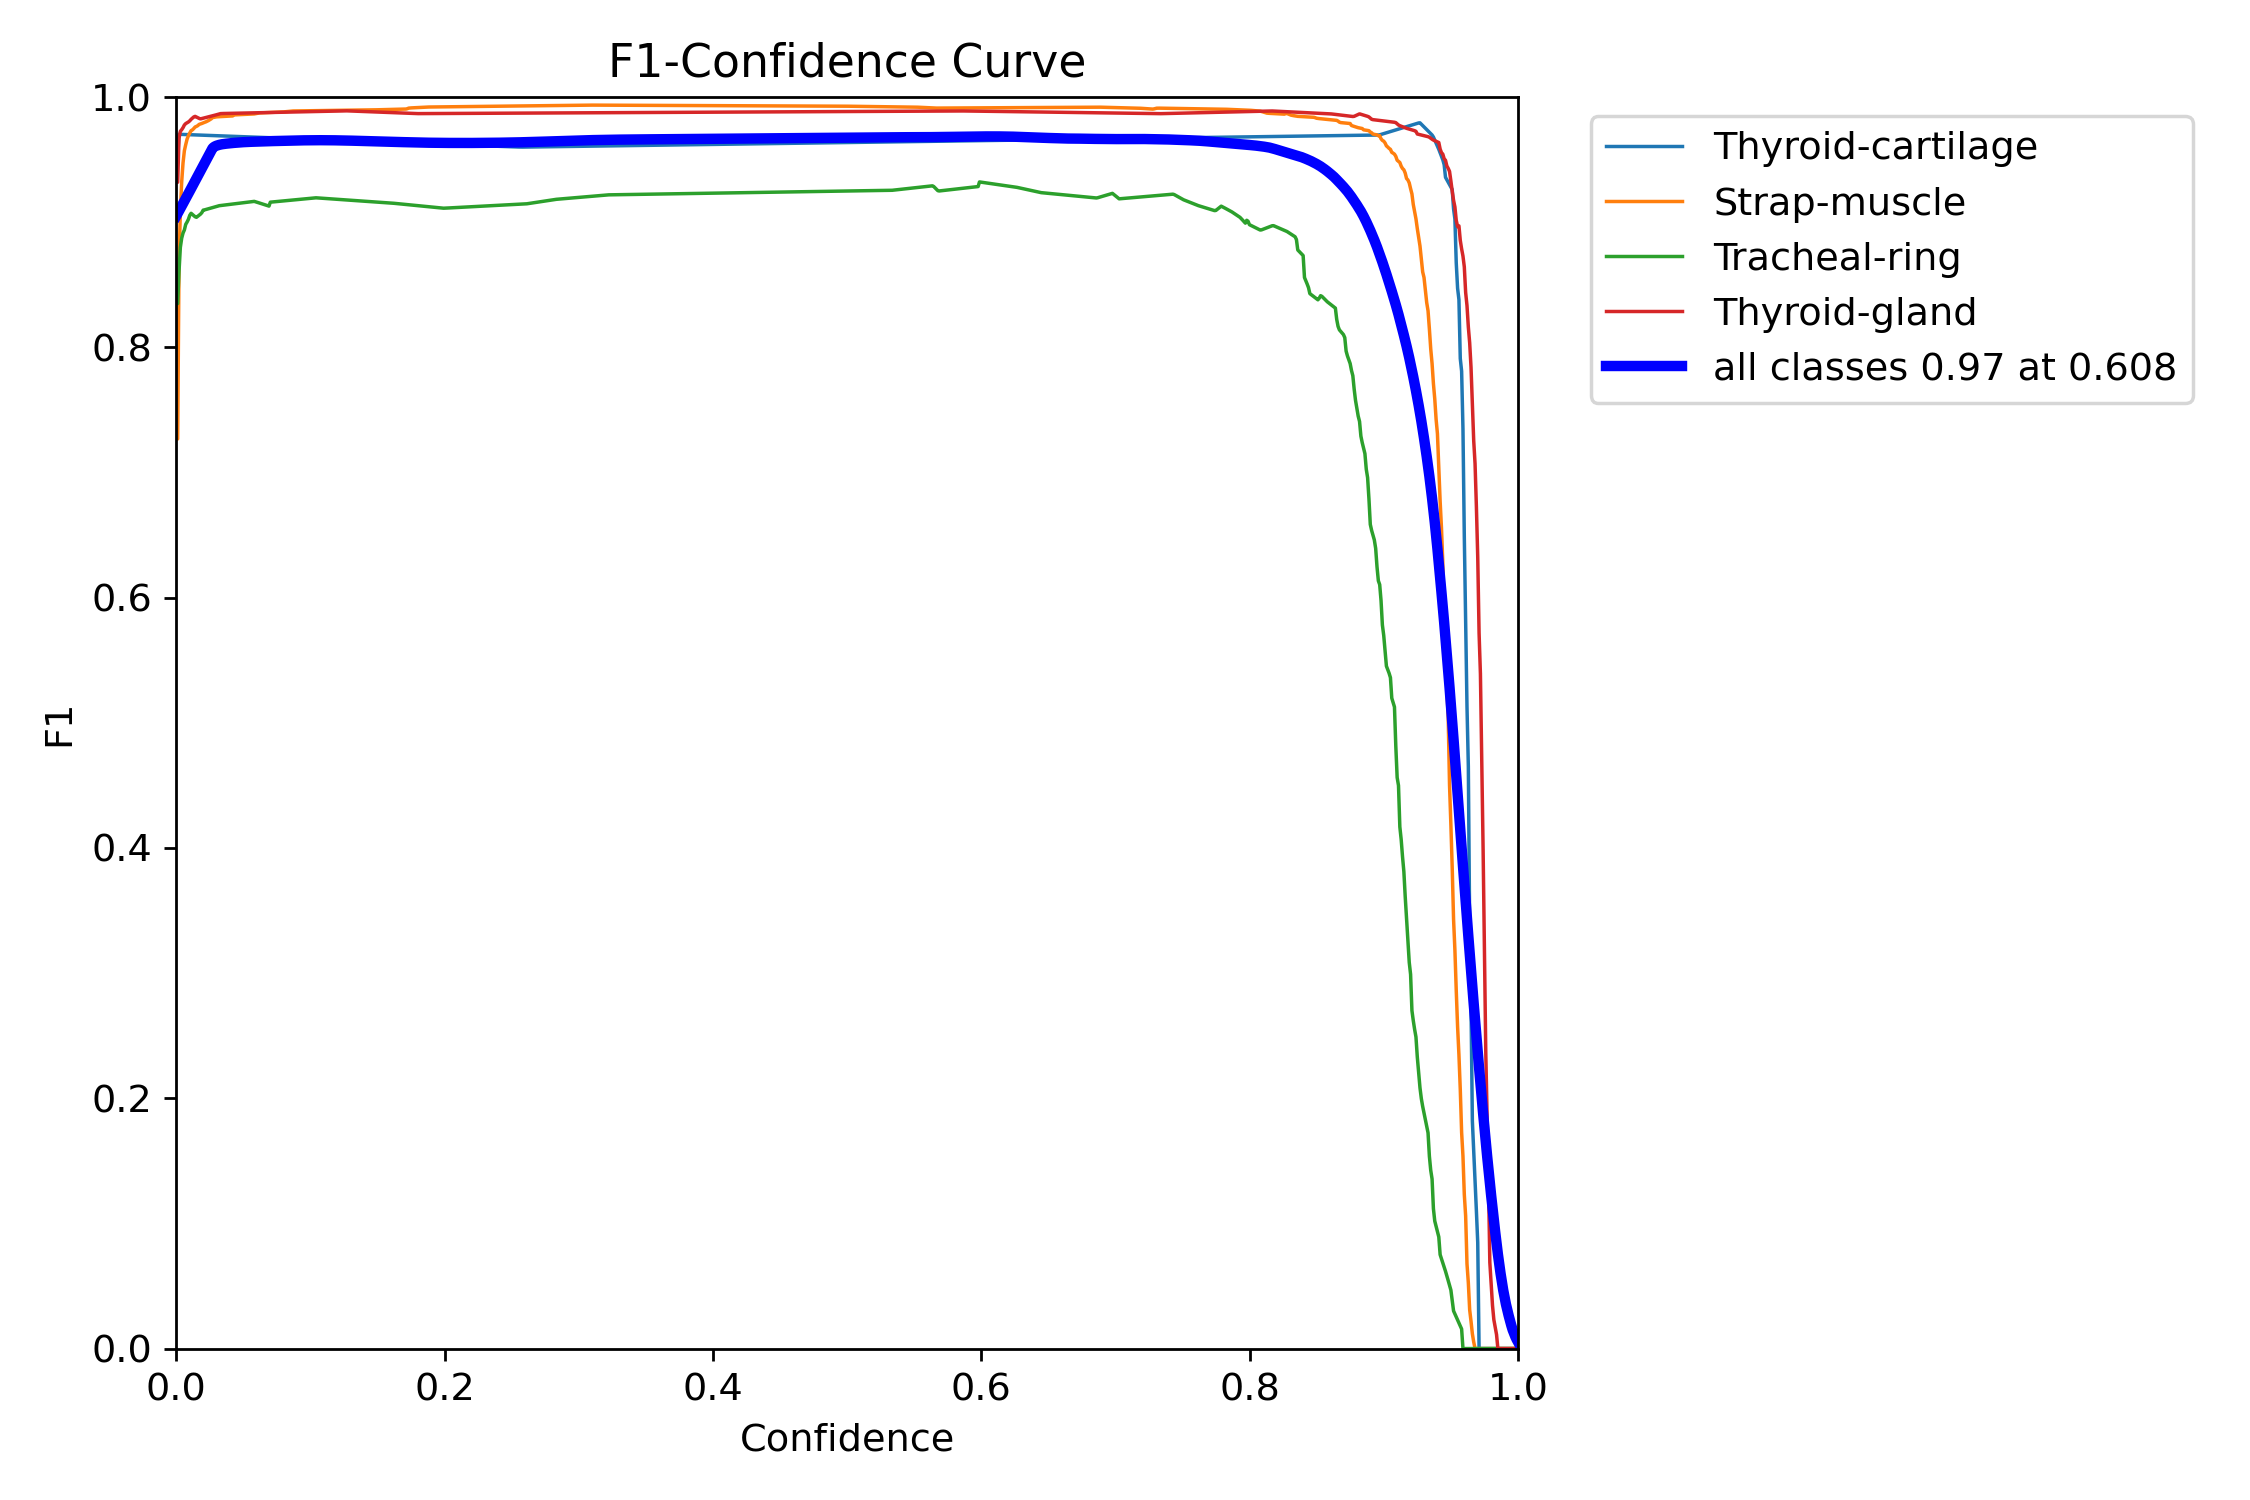 F1-Confidence Curve
1.0
0.8
0.6
0.4
0.2
0.0
F1
0.0 0.2 0.4 0.6 0.8 1.0
Confidence
Thyroid-cartilage
Strap-muscle
Tracheal-ring
Thyroid-gland
all classes 0.97 at 0.608